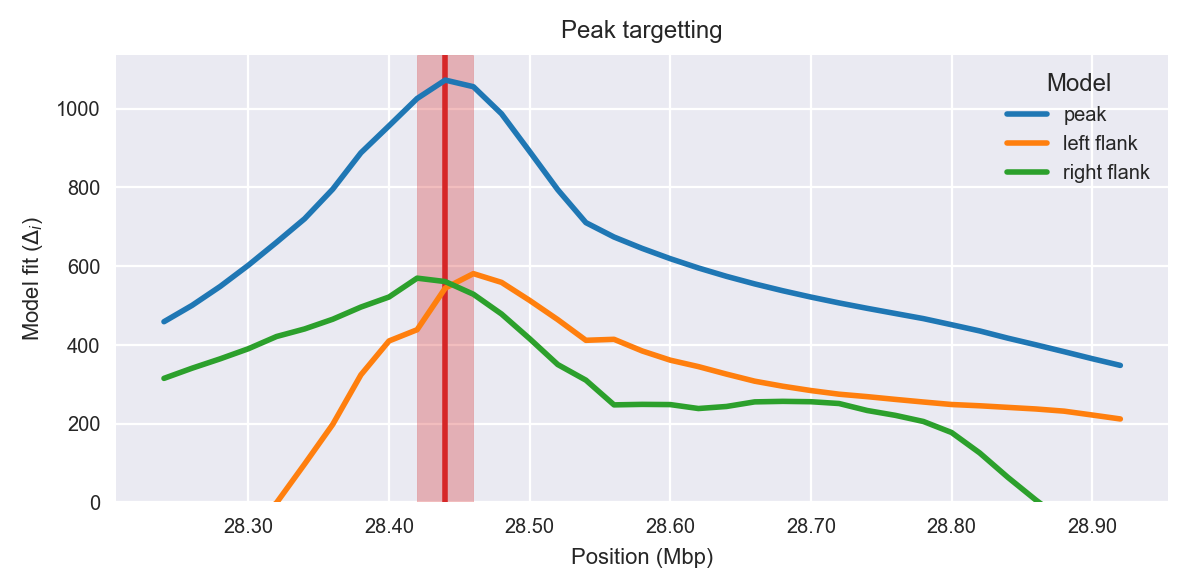 Peak targetting
Model
peak
left flank
right flank
Model fit (Δᵢ)
1000
800
600
400
200
0
28.30 28.40 28.50 28.60 28.70 28.80 28.90
Position (Mbp)